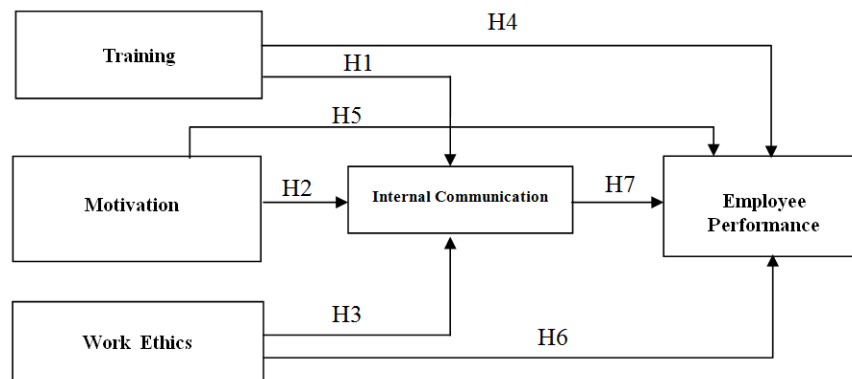 H4
Training
H1
H5
H2
Internal Communication
H7
Motivation
Employee
Performance
H3
Work Ethics
H6